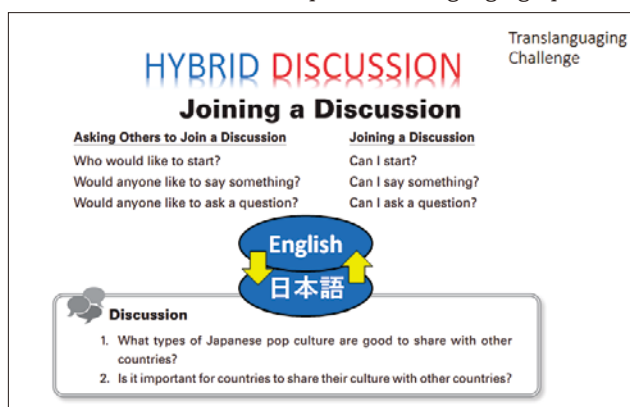 Translanguaging
Challenge
HYBRID DISCUSSION
Joining a Discussion
Asking Others to Join a Discussion
Who would like to start?
Would anyone like to say something?
Would anyone like to ask a question?
Joining a Discussion
Can I start?
Can I say something?
Can I ask a question?
English
日本語
Discussion
1. What types of Japanese pop culture are good to share with other
countries?
2. Is it important for countries to share their culture with other countries?